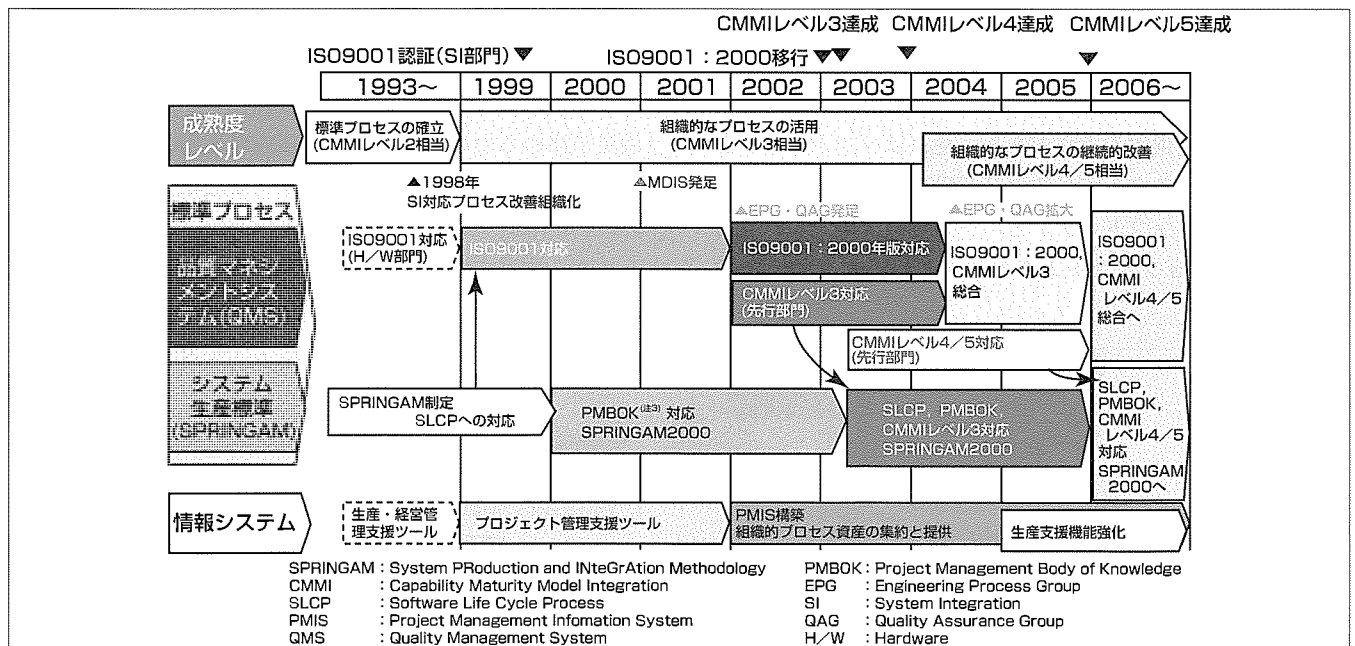 CMMIレベル3達成 CMMIレベル4達成 CMMIレベル5達成
ISO9001認証(SI部門)▼ ISO9001：2000移行▼▼ ▼ ▼
1993～ 1999 2000 2001 2002 2003 2004 2005 2006～
成熟度
レベル
標準プロセスの確立
(CMMIレベル2相当)
組織的なプロセスの活用
(CMMIレベル3相当)
組織的なプロセスの継続的改善
(CMMIレベル4／5相当)
▲1998年
SI対応プロセス改善組織化
▲MDIS発足
▲EPG・QAG発足
▲EPG・QAG拡大
標準プロセス
品質マネジ
メントシス
テム(QMS)
ISO9001対応
(H／W部門)
ISO9001対応
ISO9001：2000年版対応
CMMIレベル3対応
(先行部門)
ISO9001：2000,
CMMIレベル3
総合
CMMIレベル4／5対応
(先行部門)
ISO9001
：2000,
CMMI
レベル4／5
総合へ
システム
生産標準
(SPRINGAM)
SPRINGAM制定
SLCPへの対応
PMBOK(注3) 対応
SPRINGAM2000
SLCP, PMBOK,
CMMIレベル3対応
SPRINGAM2000
SLCP,
PMBOK,
CMMI
レベル4／5
対応
SPRINGAM
2000へ
情報システム
生産・経営管
理支援ツール
プロジェクト管理支援ツール
PMIS構築
組織的プロセス資産の集約と提供
生産支援機能強化
SPRINGAM : System PRoduction and INteGrAtion Methodology
CMMI : Capability Maturity Model Integration
SLCP : Software Life Cycle Process
PMIS : Project Management Infomation System
QMS : Quality Management System
PMBOK : Project Management Body of Knowledge
EPG : Engineering Process Group
SI : System Integration
QAG : Quality Assurance Group
H／W : Hardware